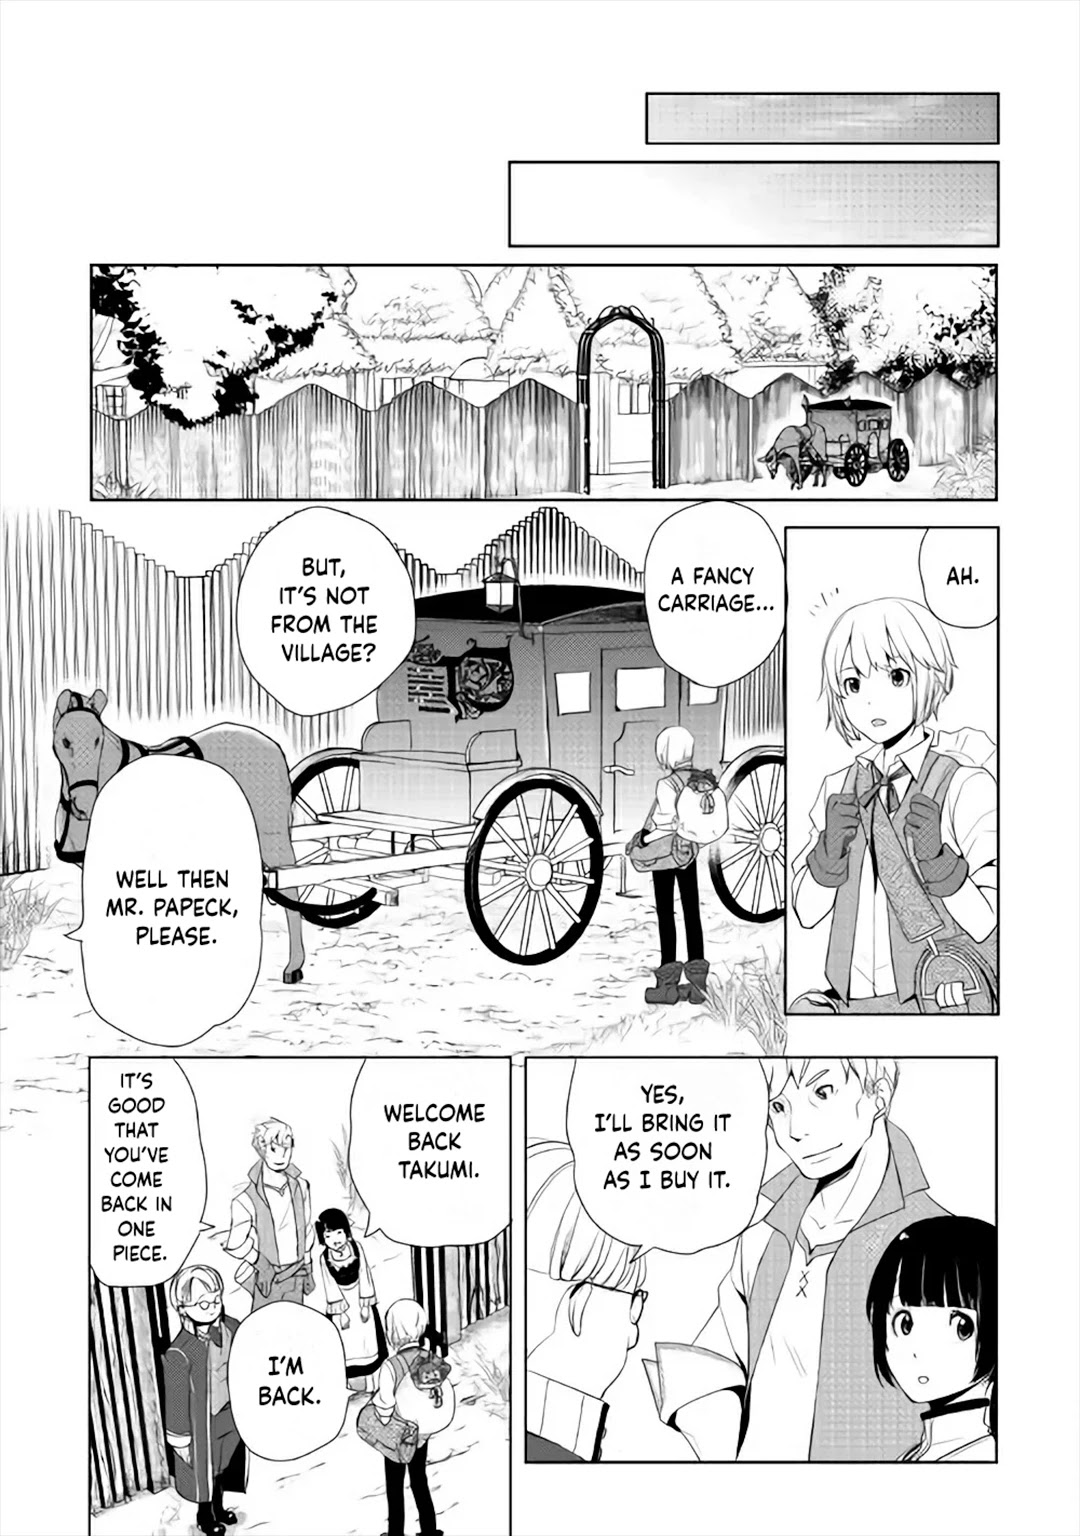 AH.
A FANCY
CARRIAGE...
BUT,
IT'S NOT
FROM THE
VILLAGE?
WELL THEN
MR. PAPECK,
PLEASE.
YES,
I'LL BRING IT
AS SOON
AS I BUY IT.
WELCOME
BACK
TAKUMI.
IT'S
GOOD
THAT
YOU'VE
COME
BACK IN
ONE
PIECE.
I'M
BACK.